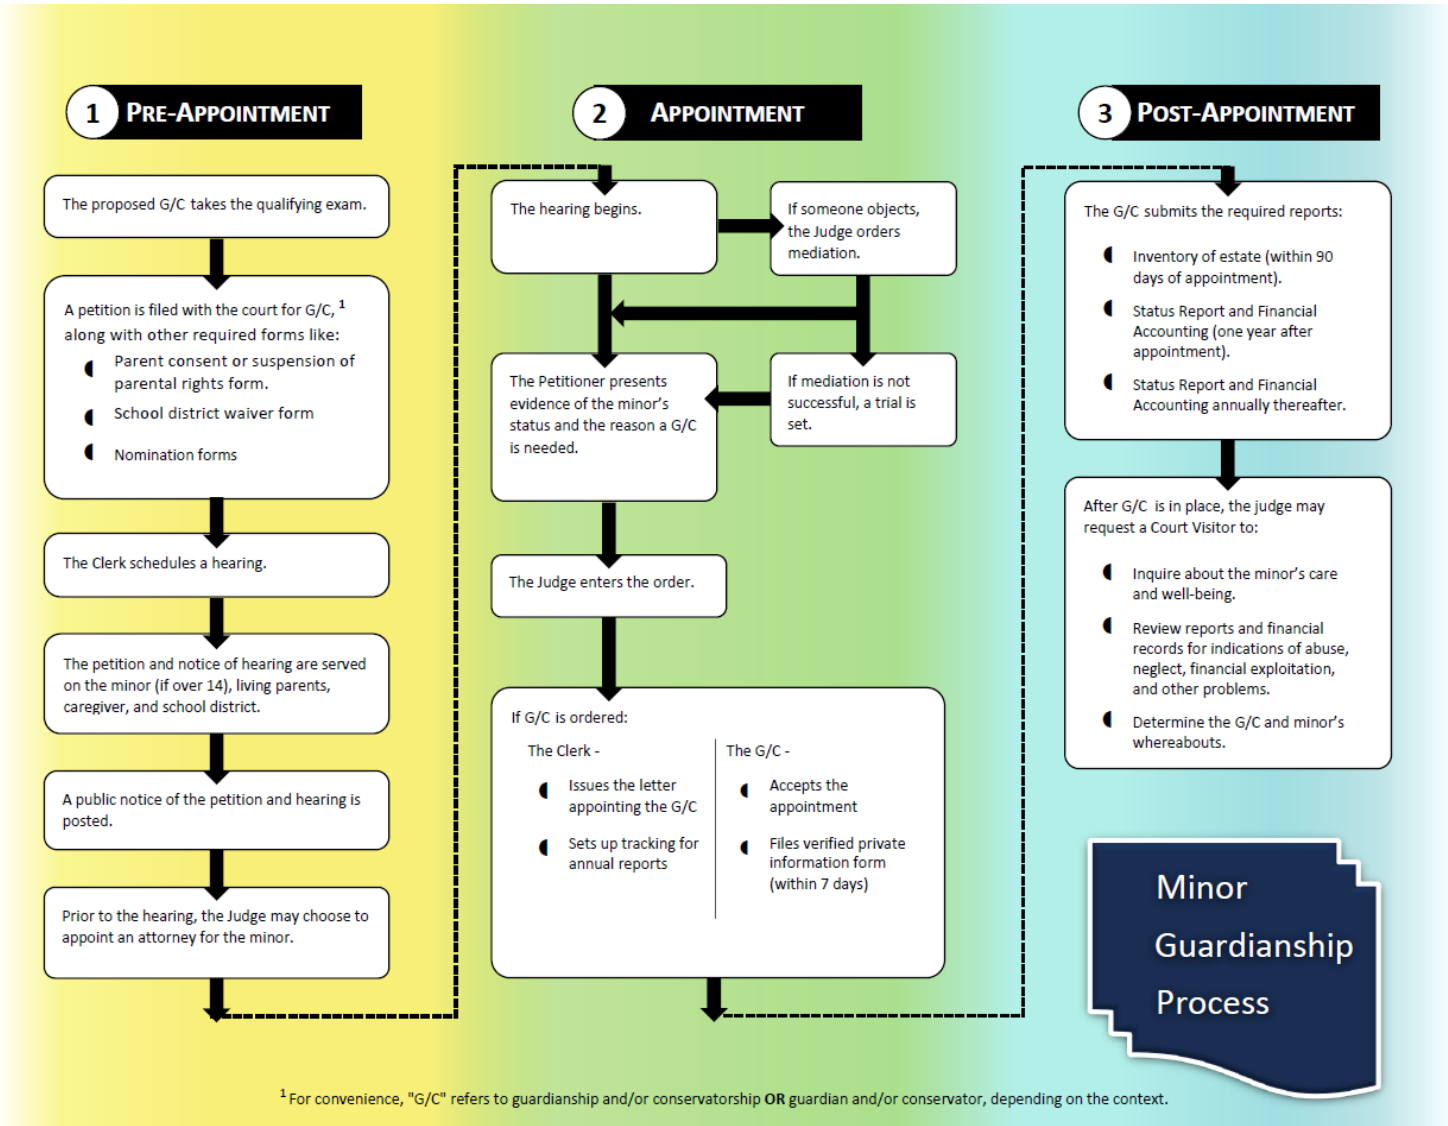 1 PRE-APPOINTMENT
The proposed G/C takes the qualifying exam.
A petition is filed with the court for G/C, 1
along with other required forms like:
Parent consent or suspension of
parental rights form.
School district waiver form
Nomination forms
The Clerk schedules a hearing.
The petition and notice of hearing are served
on the minor (if over 14), living parents,
caregiver, and school district.
A public notice of the petition and hearing is
posted.
Prior to the hearing, the Judge may choose to
appoint an attorney for the minor.
2 APPOINTMENT
The hearing begins.
If someone objects,
the Judge orders
mediation.
The Petitioner presents
evidence of the minor's
status and the reason a G/C
is needed.
If mediation is not
successful, a trial is
set.
The Judge enters the order.
If G/C is ordered:
The Clerk -
Issues the letter
appointing the G/C
Sets up tracking for
annual reports
The G/C -
Accepts the
appointment
Files verified private
information form
(within 7 days)
3 POST-APPOINTMENT
The G/C submits the required reports:
Inventory of estate (within 90
days of appointment).
Status Report and Financial
Accounting (one year after
appointment).
Status Report and Financial
Accounting annually thereafter.
After G/C is in place, the judge may
request a Court Visitor to:
Inquire about the minor's care
and well-being.
Review reports and financial
records for indications of abuse,
neglect, financial exploitation,
and other problems.
Determine the G/C and minor's
whereabouts.
Minor
Guardianship
Process
1 For convenience, "G/C" refers to guardianship and/or conservatorship OR guardian and/or conservator, depending on the context.